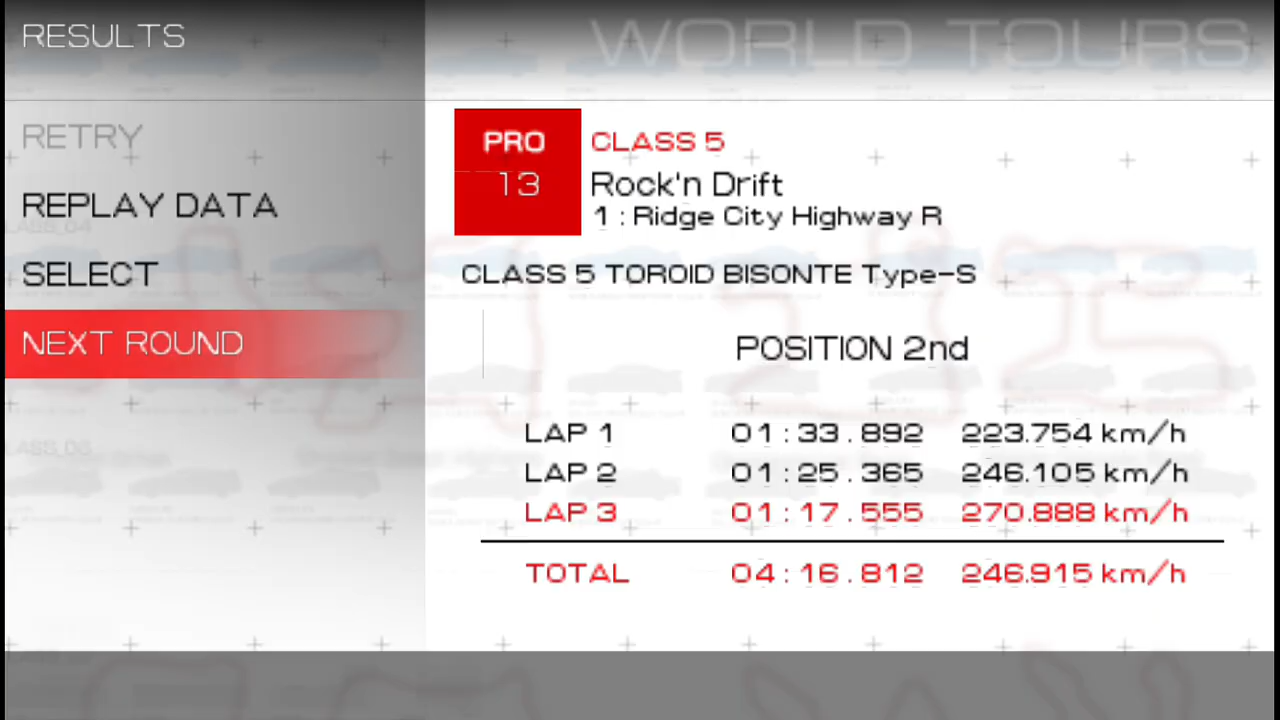 RESULTS
WORLD TOURS
RETRY
REPLAY DATA
SELECT
NEXT ROUND
PRO
13
CLASS 5
Rock'n Drift
1 : Ridge City Highway R
CLASS 5 TOROID BISONTE Type-S
POSITION 2nd
LAP 1 01:33.892 223.754 km/h
LAP 2 01:25.365 246.105 km/h
LAP 3 01:17.555 270.888 km/h
TOTAL 04:16.812 246.915 km/h